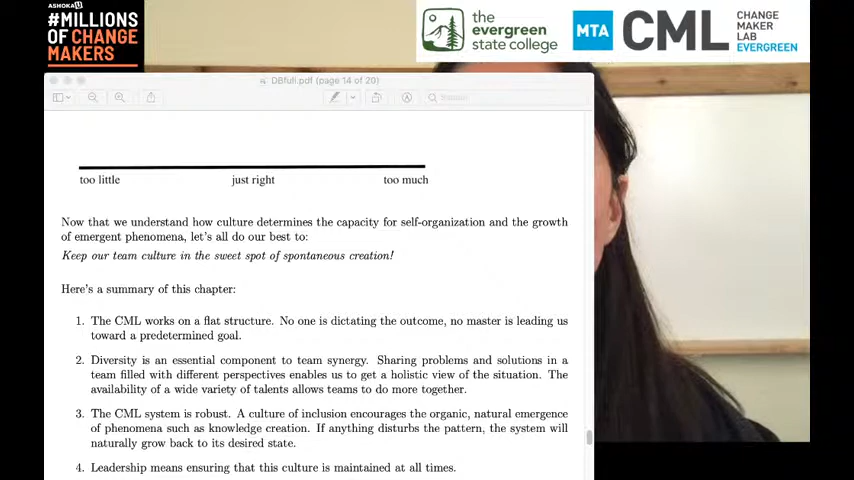 ASHOKA U
#MILLIONS
OF CHANGE
MAKERS
the
evergreen
state college
MTA
CML
CHANGE
MAKER
LAB
EVERGREEN
DBfull.pdf (page 14 of 20)
Search
too little just right too much
Now that we understand how culture determines the capacity for self-organization and the growth
of emergent phenomena, let's all do our best to:
Keep our team culture in the sweet spot of spontaneous creation!
Here's a summary of this chapter:
1. The CML works on a flat structure. No one is dictating the outcome, no master is leading us
toward a predetermined goal.
2. Diversity is an essential component to team synergy. Sharing problems and solutions in a
team filled with different perspectives enables us to get a holistic view of the situation. The
availability of a wide variety of talents allows teams to do more together.
3. The CML system is robust. A culture of inclusion encourages the organic, natural emergence
of phenomena such as knowledge creation. If anything disturbs the pattern, the system will
naturally grow back to its desired state.
4. Leadership means ensuring that this culture is maintained at all times.